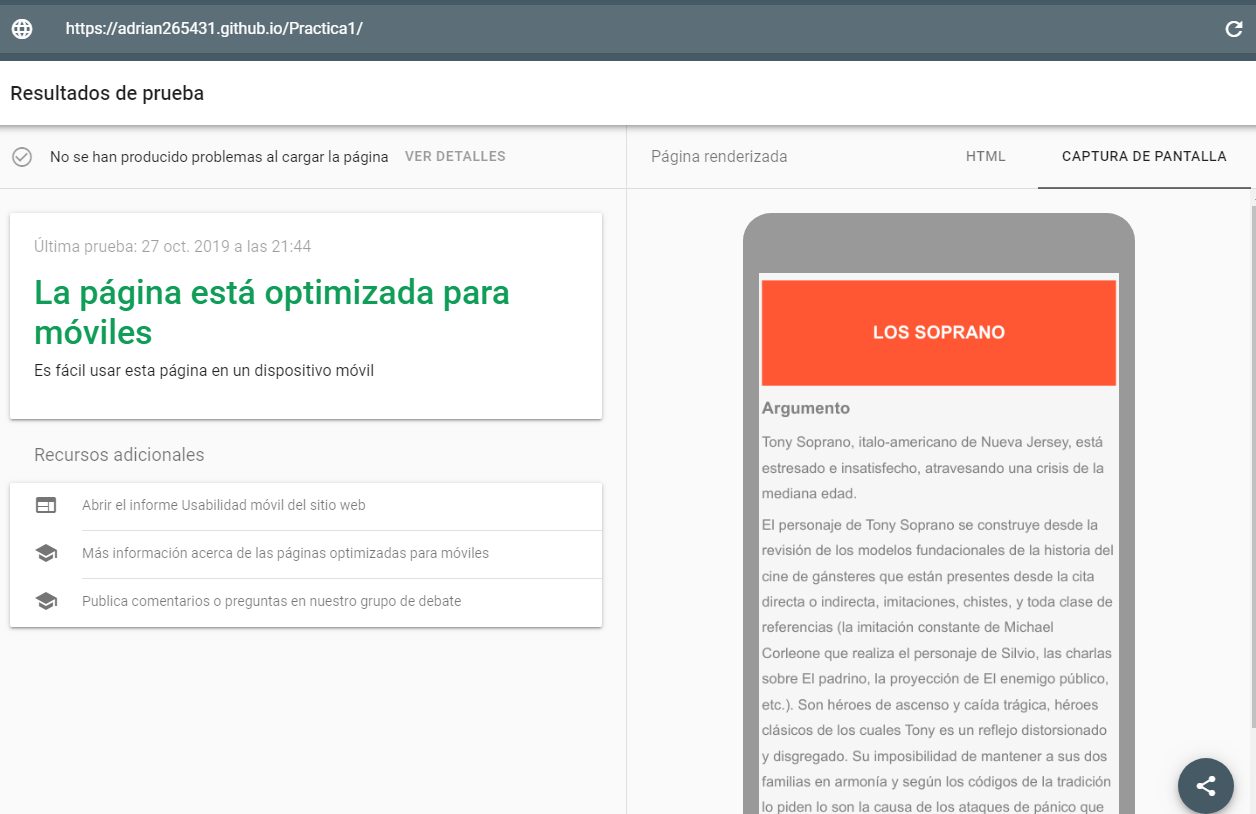 https://adrian265431.github.io/Practica1/
Resultados de prueba
No se han producido problemas al cargar la página VER DETALLES
Última prueba: 27 oct. 2019 a las 21:44
La página está optimizada para
móviles
Es fácil usar esta página en un dispositivo móvil
Recursos adicionales
Abrir el informe Usabilidad móvil del sitio web
Más información acerca de las páginas optimizadas para móviles
Publica comentarios o preguntas en nuestro grupo de debate
Página renderizada HTML CAPTURA DE PANTALLA
LOS SOPRANO
Argumento
Tony Soprano, italo-americano de Nueva Jersey, está
estresado e insatisfecho, atravesando una crisis de la
mediana edad.
El personaje de Tony Soprano se construye desde la
revisión de los modelos fundacionales de la historia del
cine de gánsteres que están presentes desde la cita
directa o indirecta, imitaciones, chistes, y toda clase de
referencias (la imitación constante de Michael
Corleone que realiza el personaje de Silvio, las charlas
sobre El padrino, la proyección de El enemigo público,
etc.). Son héroes de ascenso y caída trágica, héroes
clásicos de los cuales Tony es un reflejo distorsionado
y disgregado. Su imposibilidad de mantener a sus dos
familias en armonía y según los códigos de la tradición
lo piden lo son la causa de los ataques de pánico que